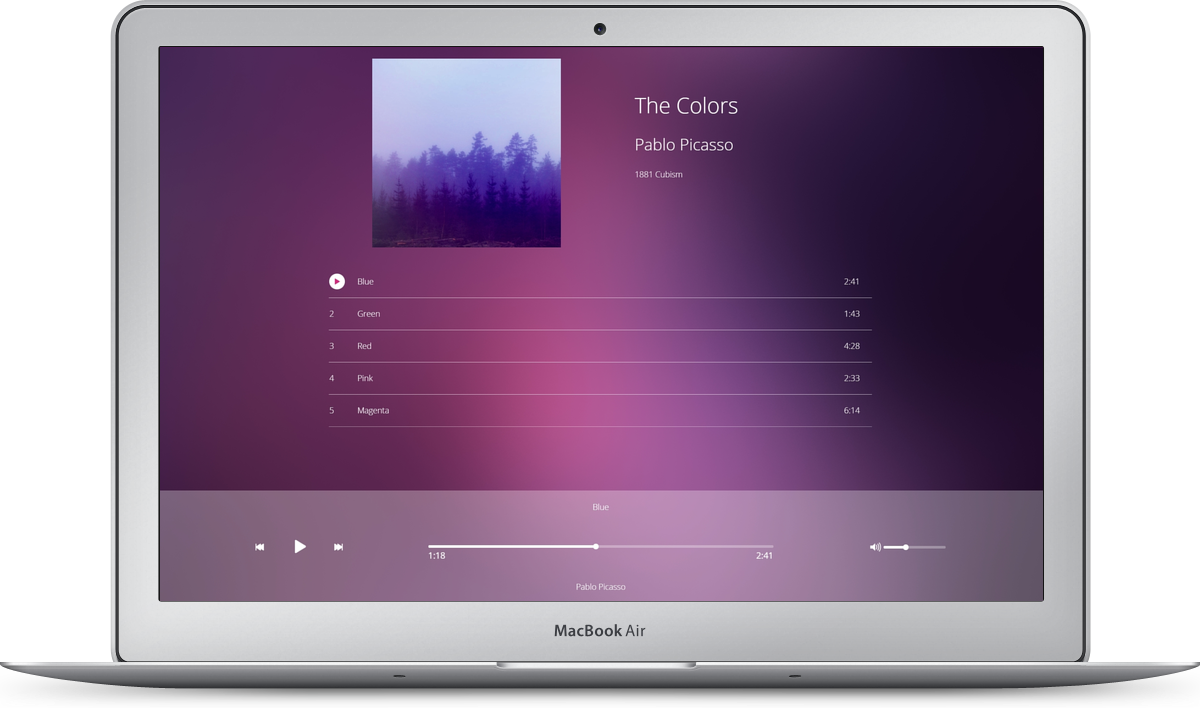 The Colors
Pablo Picasso
1881 Cubism
Blue 2:41
2 Green 1:43
3 Red 4:28
4 Pink 2:33
5 Magenta 6:14
Blue
1:18 2:41
Pablo Picasso
MacBook Air